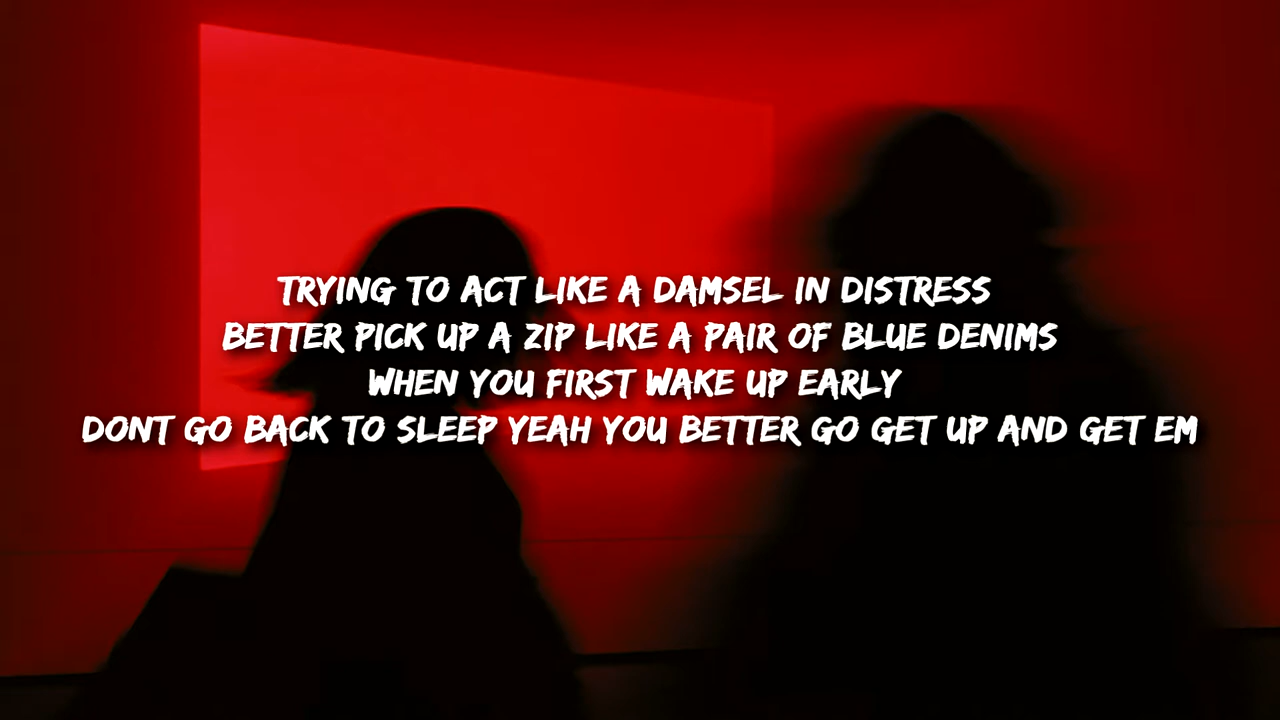 TRYING TO ACT LIKE A DAMSEL IN DISTRESS
BETTER PICK UP A ZIP LIKE A PAIR OF BLUE DENIMS
WHEN YOU FIRST WAKE UP EARLY
DONT GO BACK TO SLEEP YEAH YOU BETTER GO GET UP AND GET EM